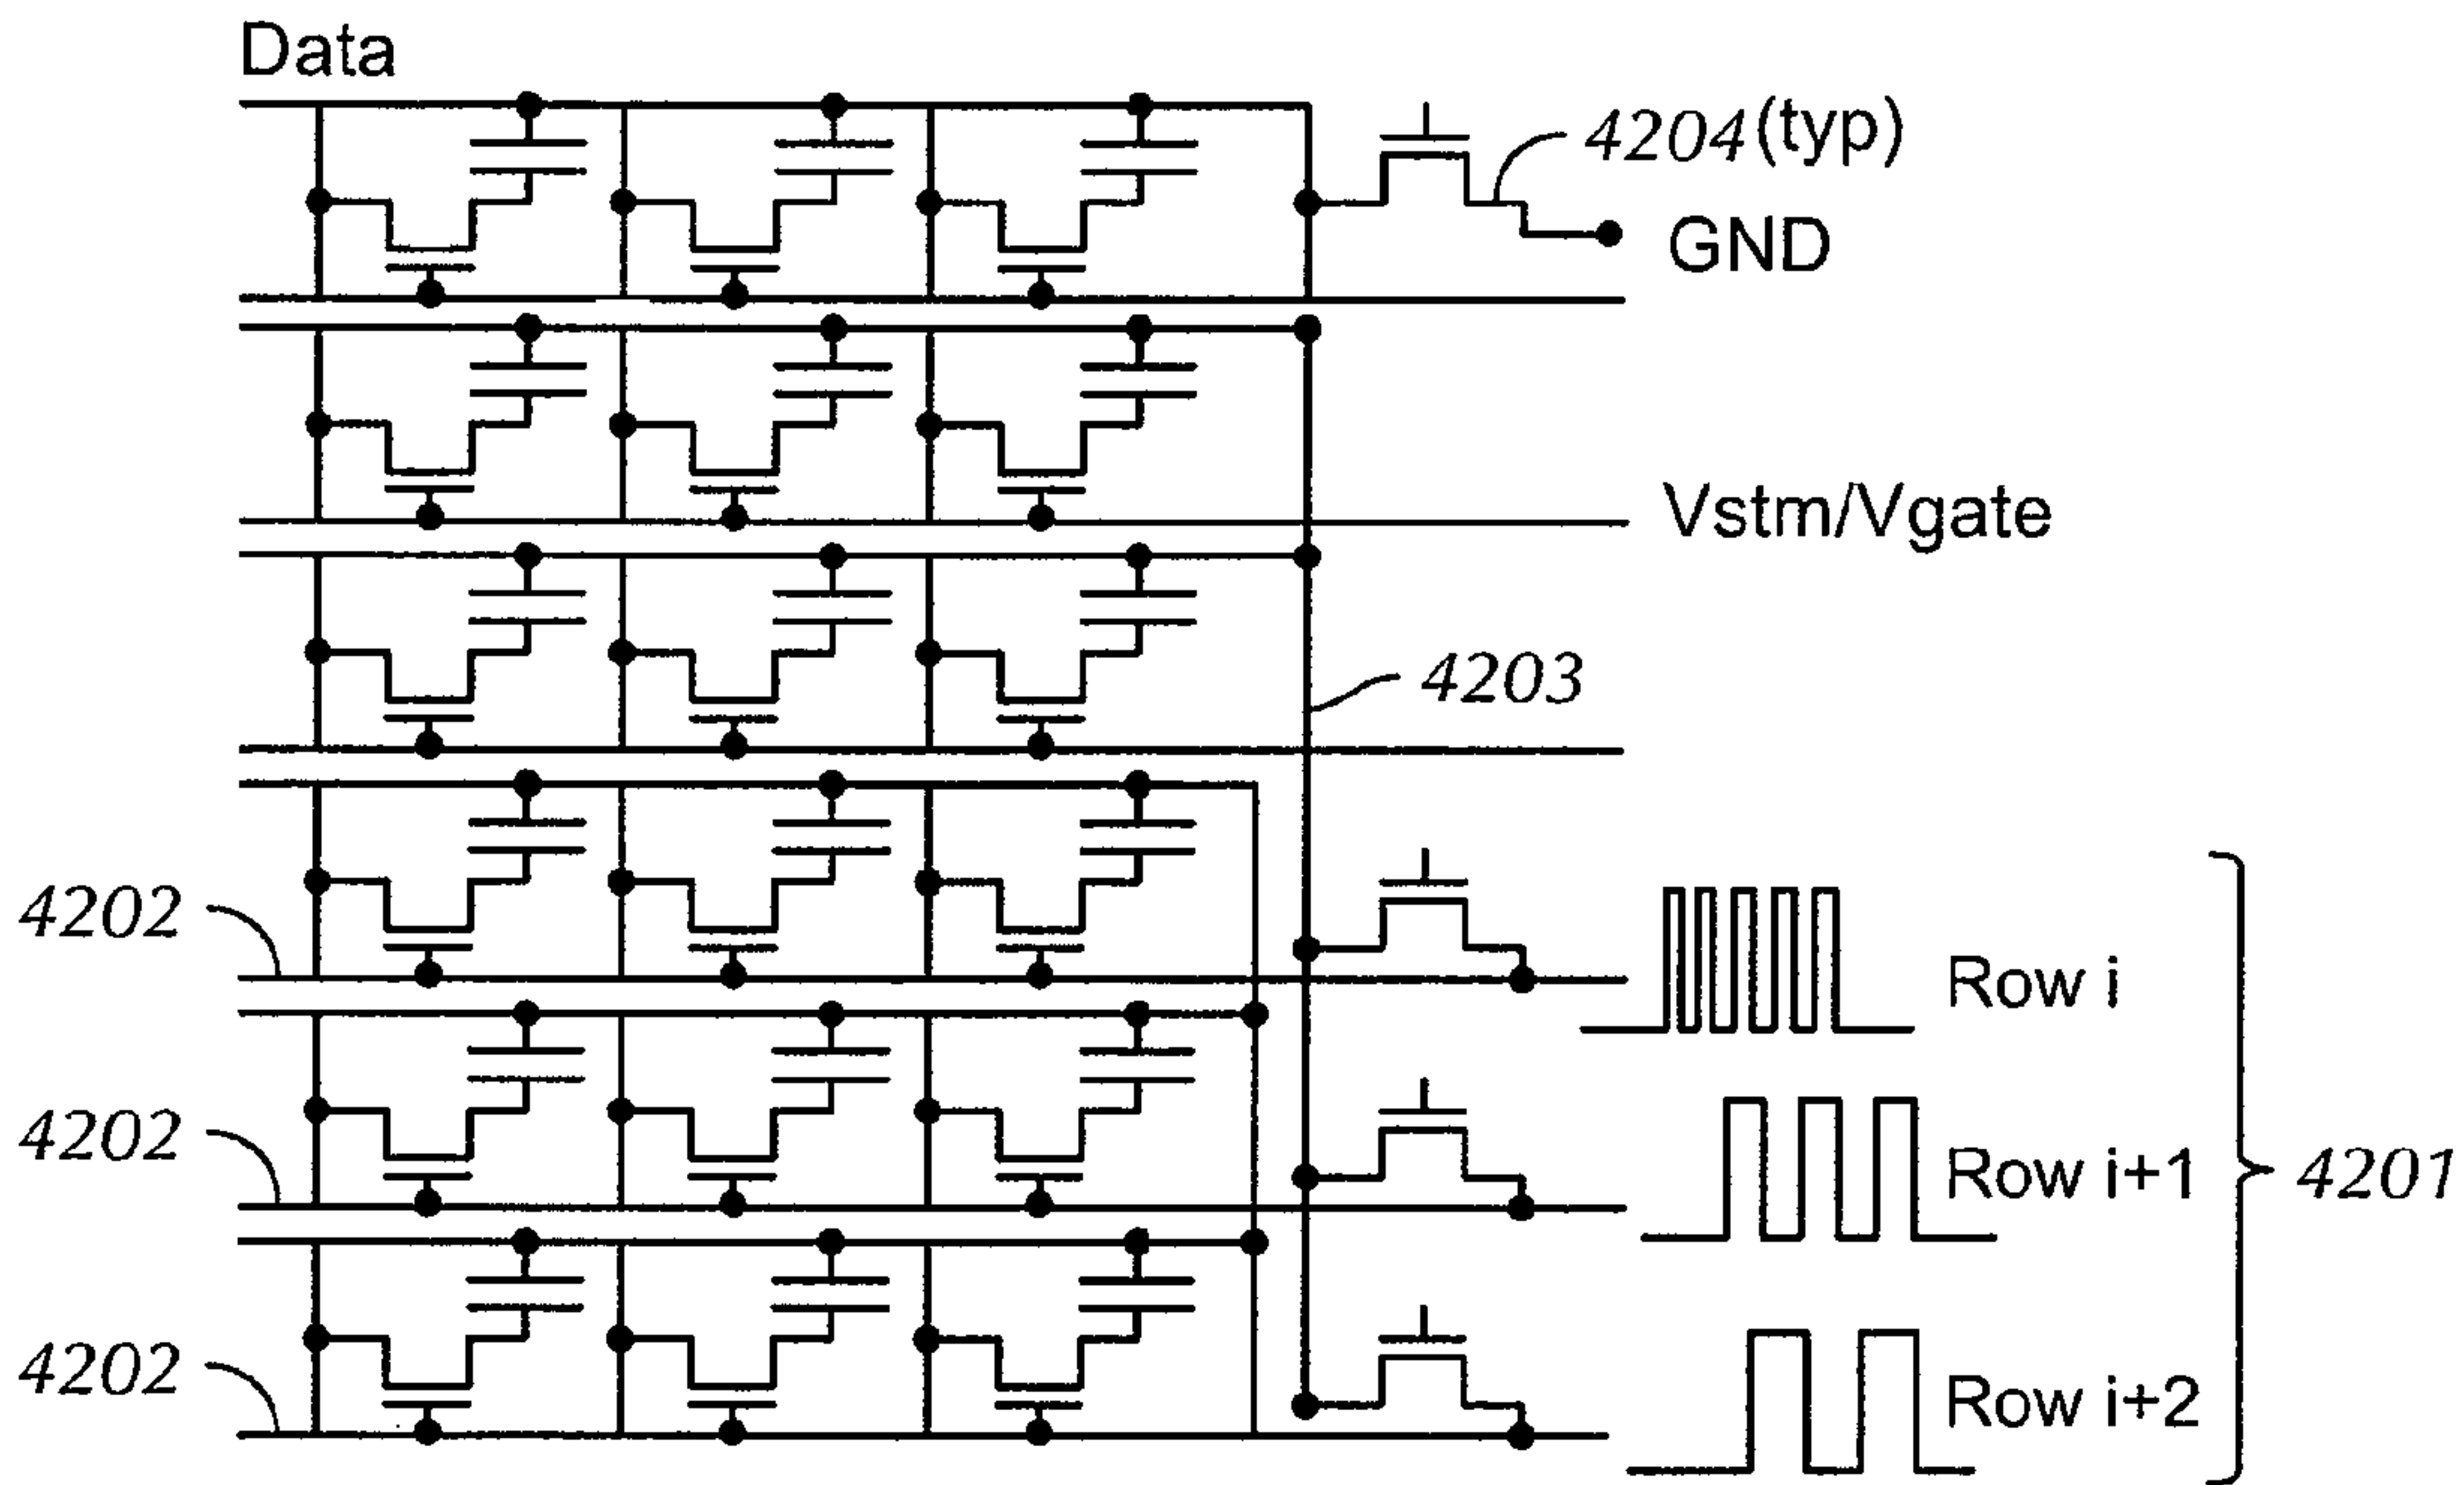 Data
4204 (typ)
GND
Vstm/Vgate
4203
4202
Row i
4202
Row i+1
4201
4202
Row i+2